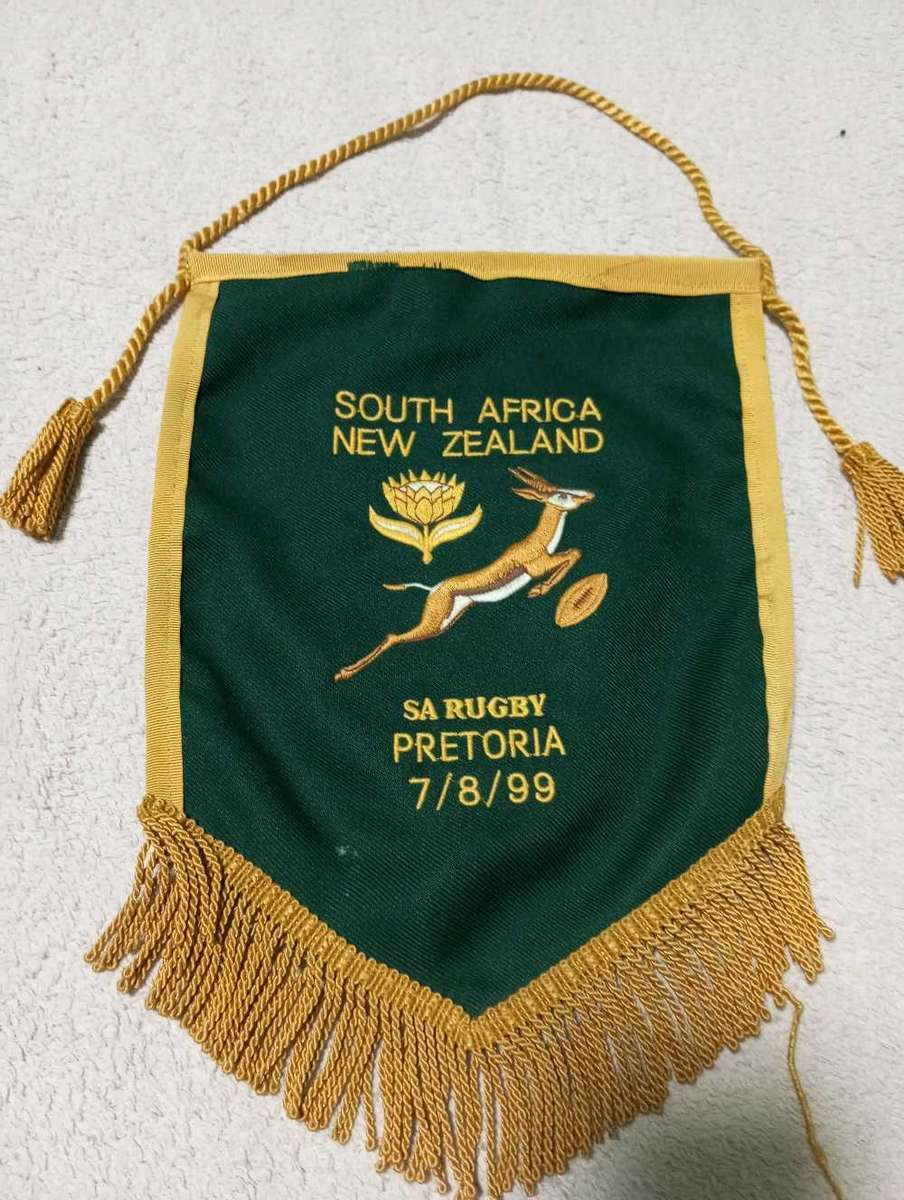 SOUTH AFRICA
NEW ZEALAND
SA RUGBY
PRETORIA
7/8/99